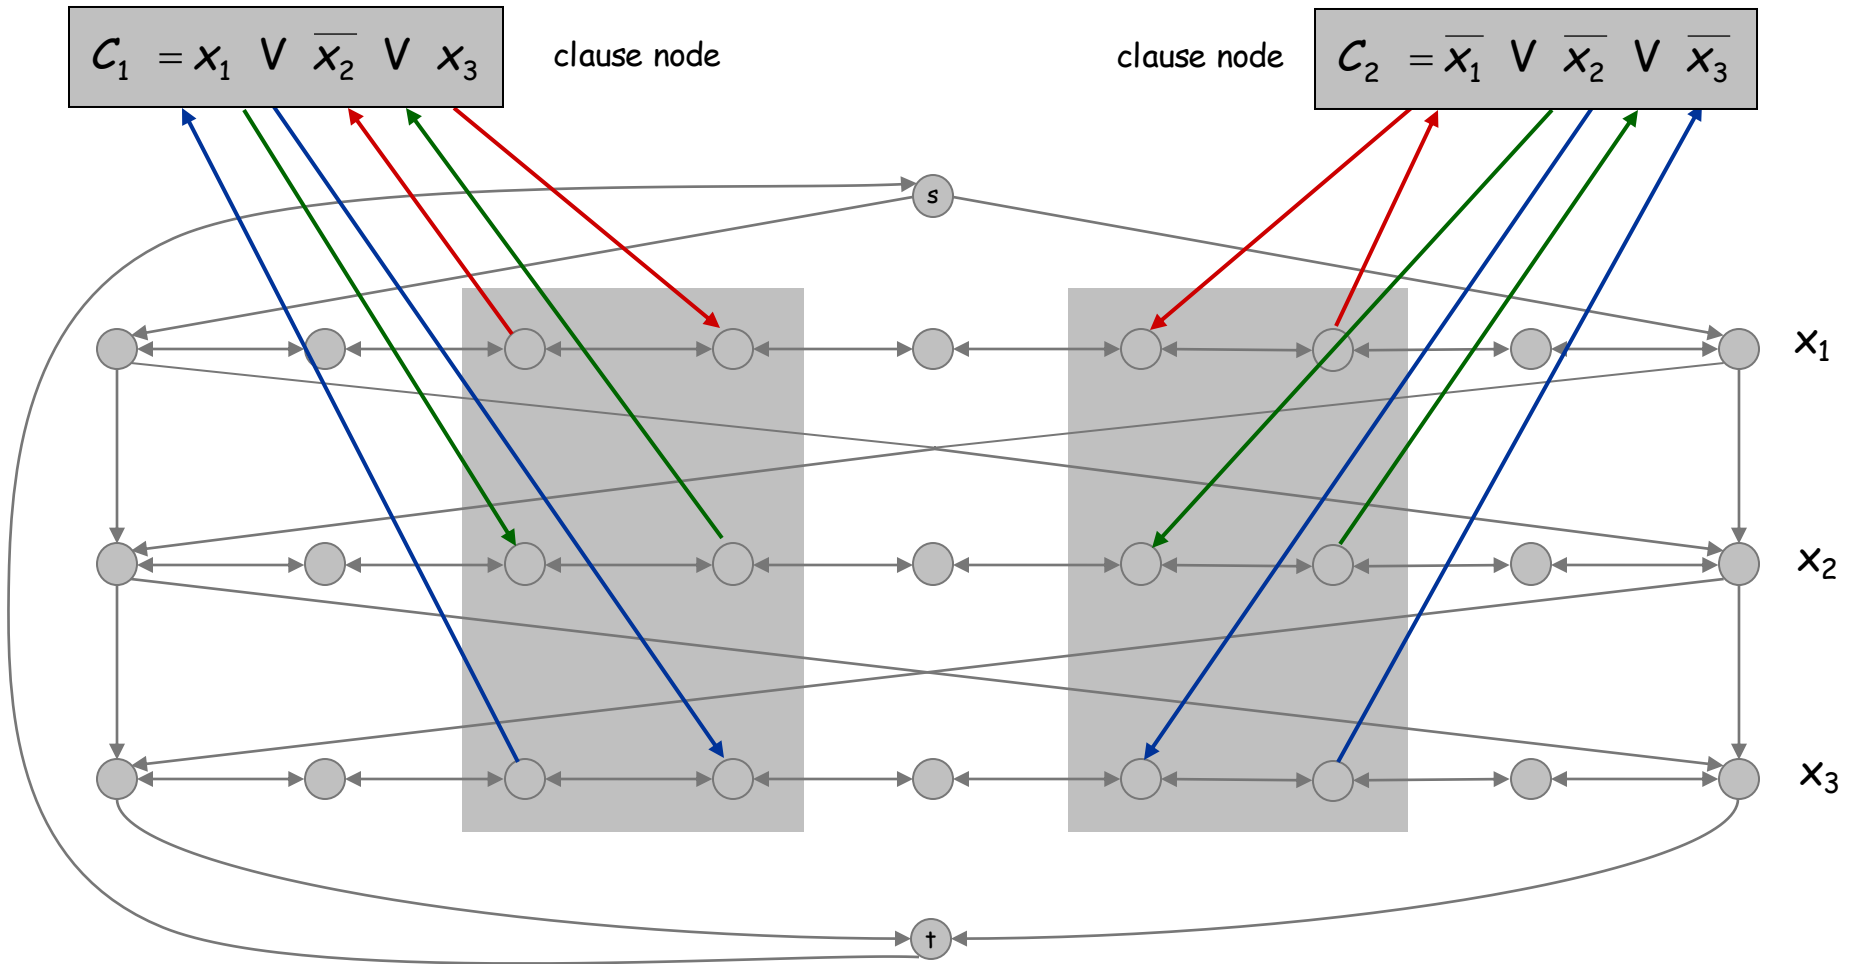 C₁ = x₁ V x̅₂ V x₃
clause node
clause node
C₂ = x̅₁ V x̅₂ V x̅₃
s
x₁
x₂
x₃
t